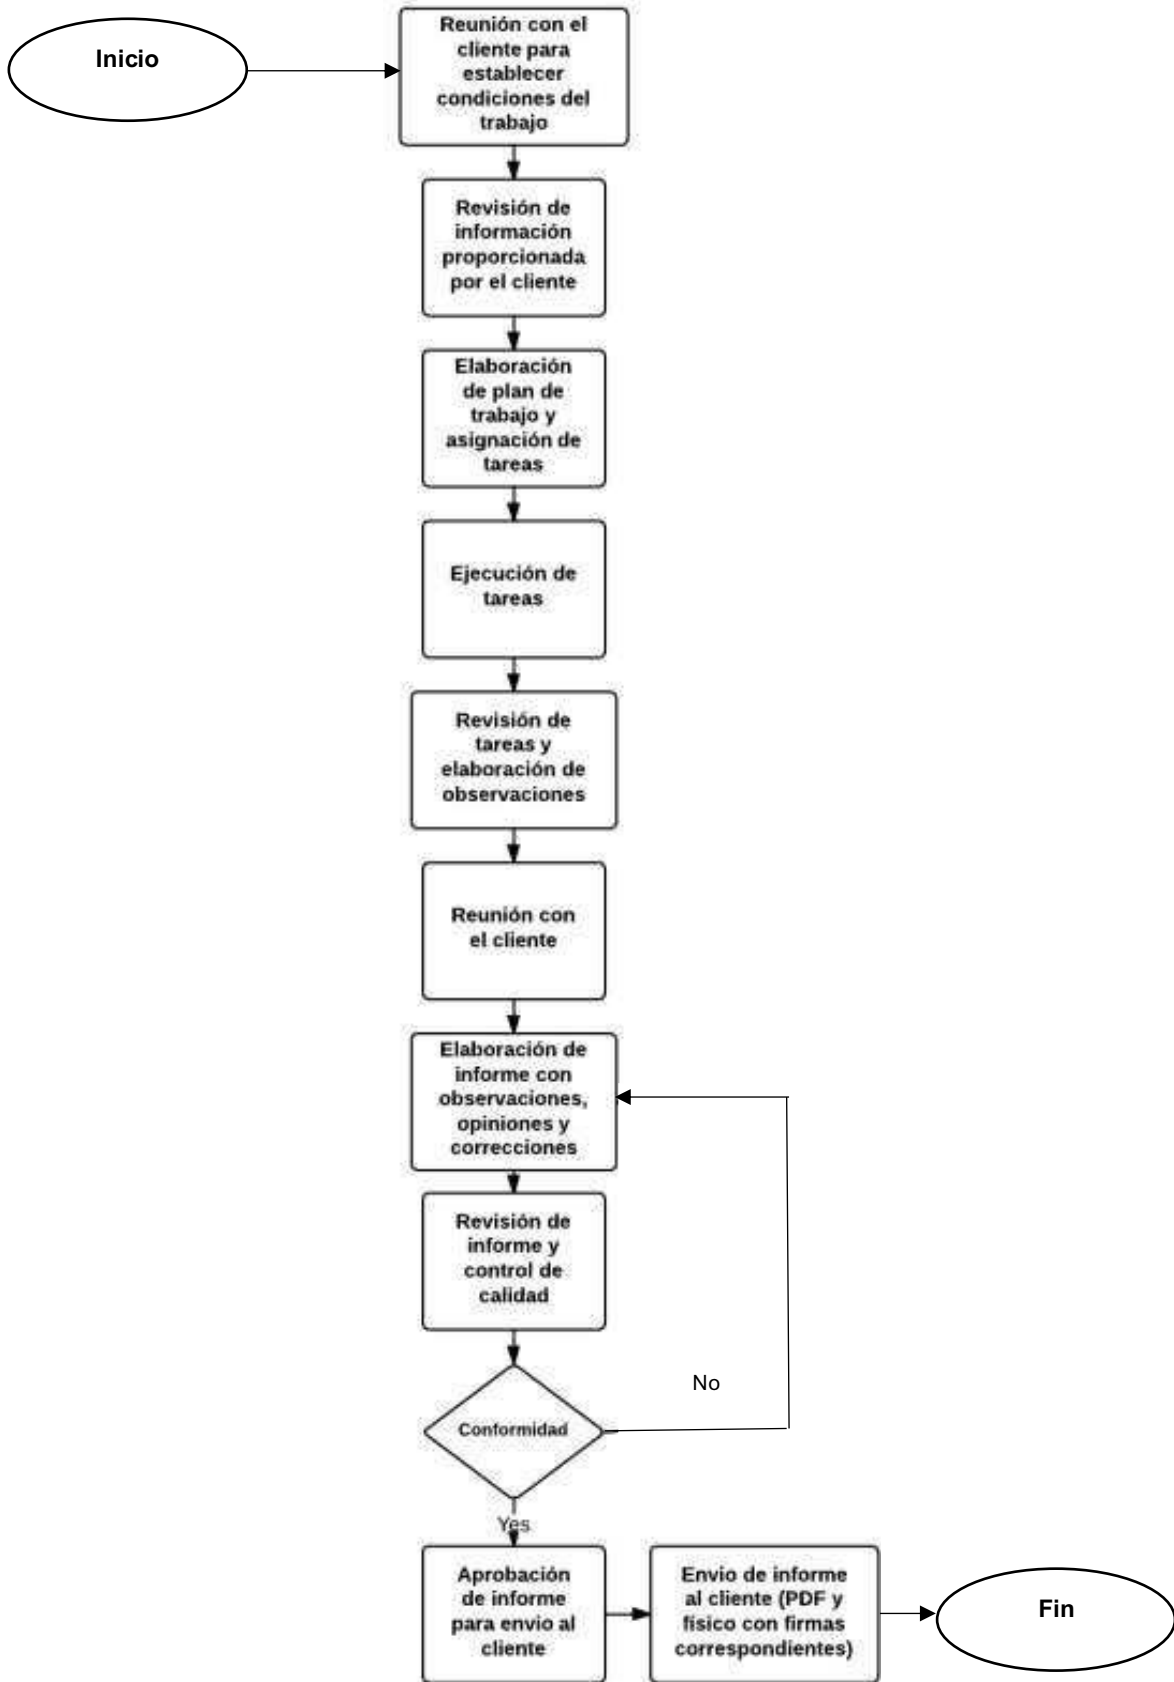 Inicio
Reunión con el
cliente para
establecer
condiciones del
trabajo
Revisión de
información
proporcionada
por el cliente
Elaboración
de plan de
trabajo y
asignación de
tareas
Ejecución de
tareas
Revisión de
tareas y
elaboración de
observaciones
Reunión con
el cliente
Elaboración de
informe con
observaciones,
opiniones y
correcciones
Revisión de
informe y
control de
calidad
No
Conformidad
Yes
Aprobación
de informe
para envio al
cliente
Envio de informe
al cliente (PDF y
físico con firmas
correspondientes)
Fin